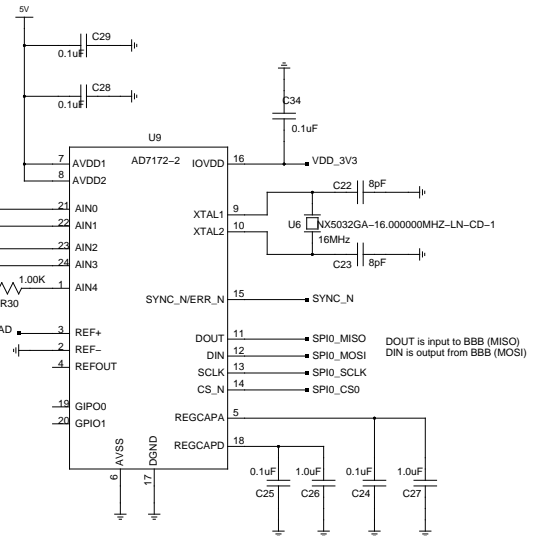 5V
C29
0.1uF
C28
0.1uF
C34
0.1uF
U9
AD7172-2
7 AVDD1
8 AVDD2
IOVDD 16
VDD_3V3
C22 8pF
21 AIN0
22 AIN1
XTAL1 9
XTAL2 10
U6 NX5032GA-16.000000MHZ-LN-CD-1
16MHz
23 AIN2
24 AIN3
C23 8pF
1.00K
R30
1 AIN4
SYNC_N/ERR_N 15
SYNC_N
AD
3 REF+
2 REF-
4 REFOUT
DOUT 11
SPI0_MISO
DIN 12
SPI0_MOSI
SCLK 13
SPI0_SCLK
CS_N 14
SPI0_CS0
DOUT is input to BBB (MISO)
DIN is output from BBB (MOSI)
19 GIPO0
20 GPIO1
REGCAPA 5
REGCAPD 18
AVSS
6
DGND
17
0.1uF 1.0uF 0.1uF 1.0uF
C25 C26 C24 C27